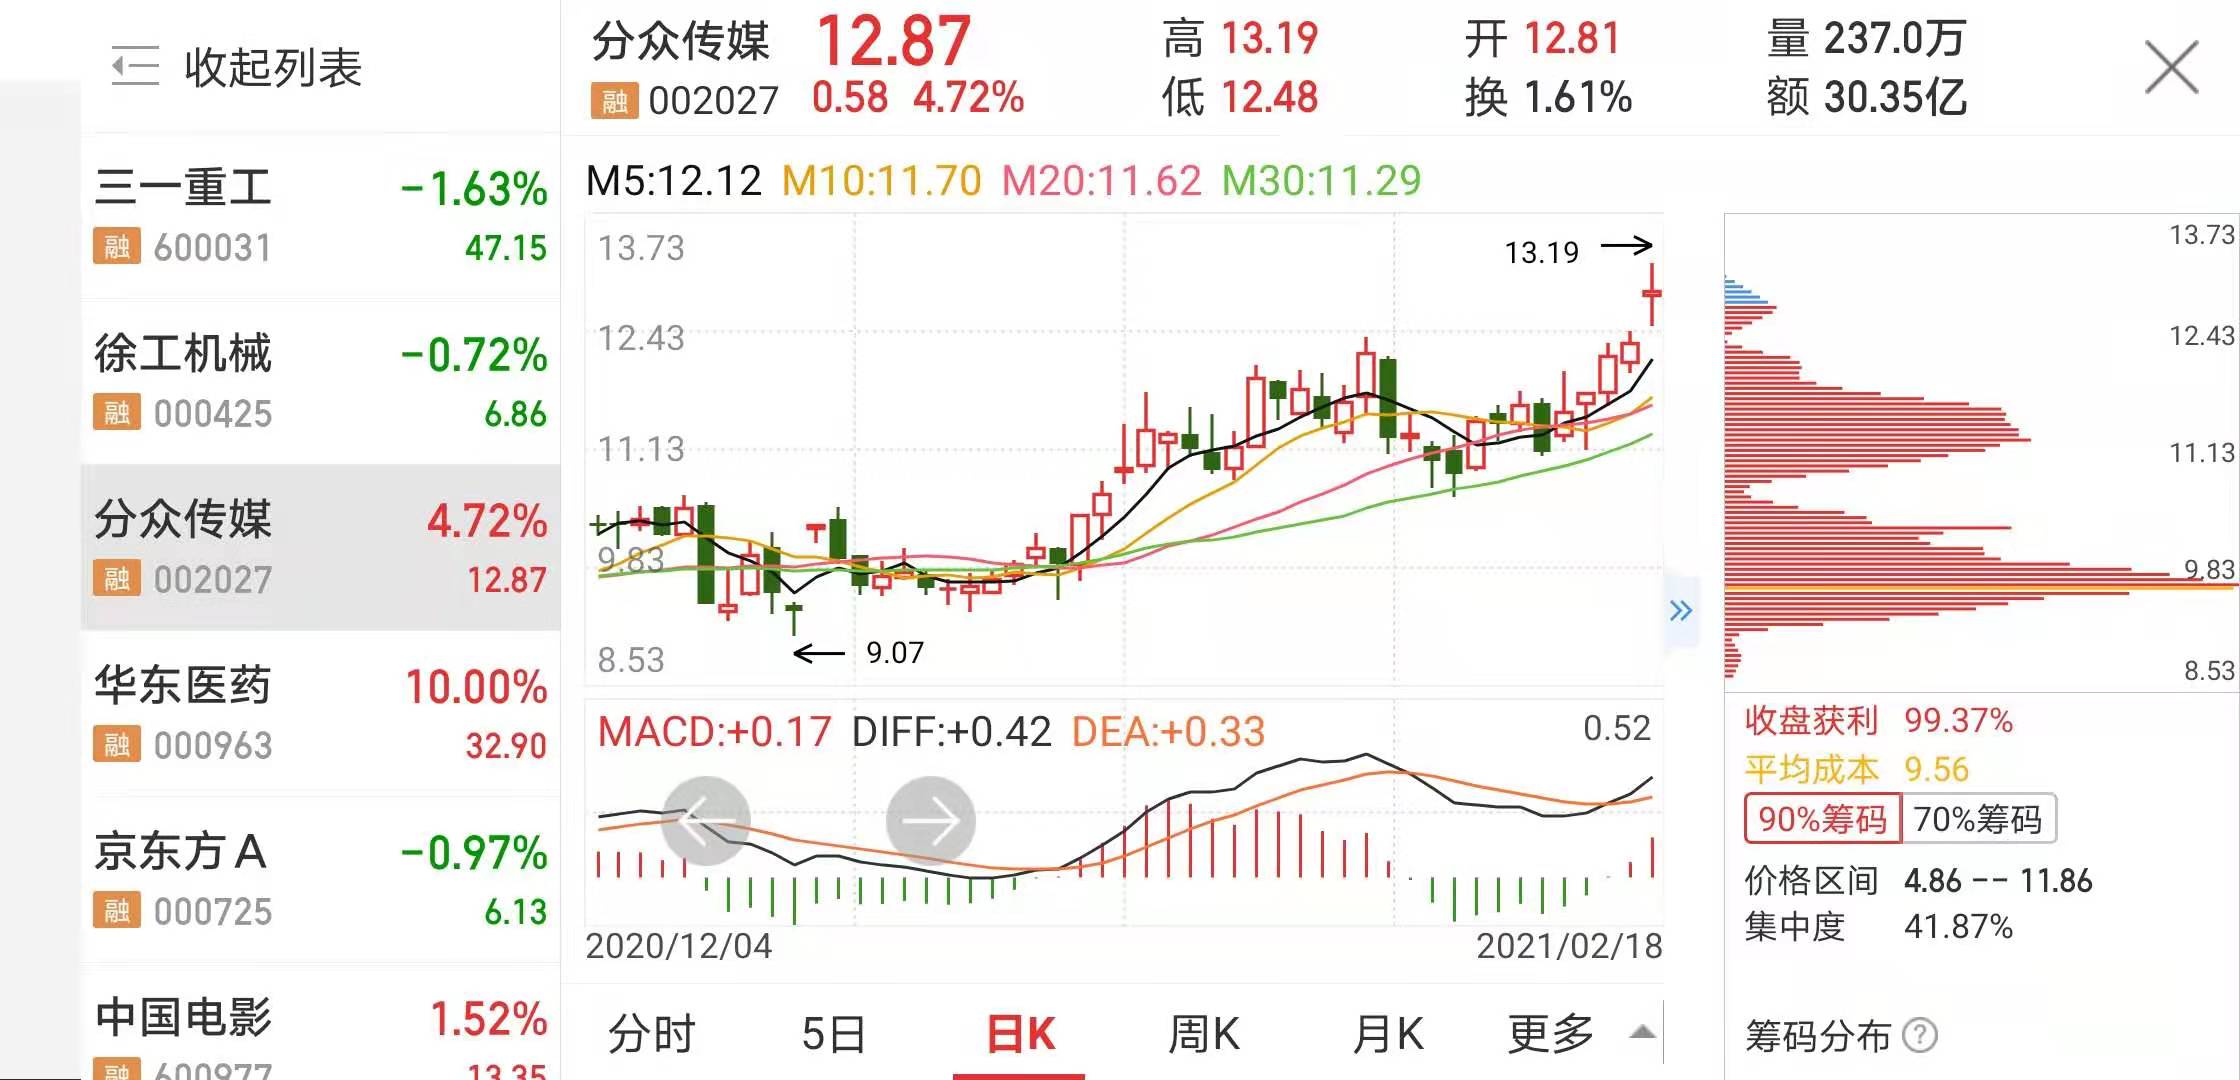 收起列表
三一重工 -1.63%
融 600031 47.15
徐工机械 -0.72%
融 000425 6.86
分众传媒 4.72%
融 002027 12.87
华东医药 10.00%
融 000963 32.90
京东方A -0.97%
融 000725 6.13
中国电影 1.52%
融 600977 13.35
分众传媒 12.87 高 13.19 开 12.81 量 237.0万
融 002027 0.58 4.72% 低 12.48 换 1.61% 额 30.35亿
M5:12.12 M10:11.70 M20:11.62 M30:11.29
13.73
13.19
12.43
11.13
9.83
9.07
8.53
MACD:+0.17 DIFF:+0.42 DEA:+0.33 0.52
2020/12/04 2021/02/18
分时 5日 日K 周K 月K 更多
13.73
12.43
11.13
9.83
8.53
收盘获利 99.37%
平均成本 9.56
90%筹码 70%筹码
价格区间 4.86 -- 11.86
集中度 41.87%
筹码分布 ?